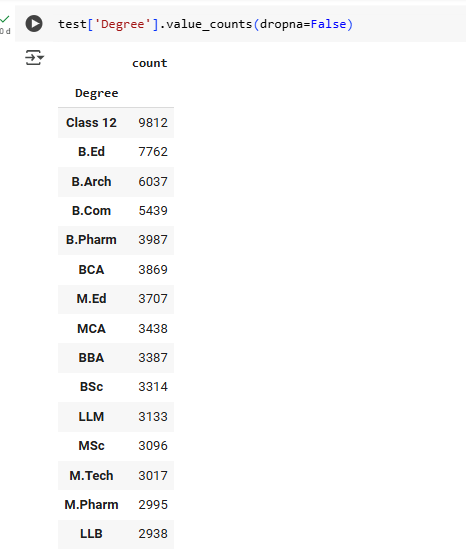 test['Degree'].value_counts(dropna=False)
0 d
count
Degree
Class 12 9812
B.Ed 7762
B.Arch 6037
B.Com 5439
B.Pharm 3987
BCA 3869
M.Ed 3707
MCA 3438
BBA 3387
BSc 3314
LLM 3133
MSc 3096
M.Tech 3017
M.Pharm 2995
LLB 2938